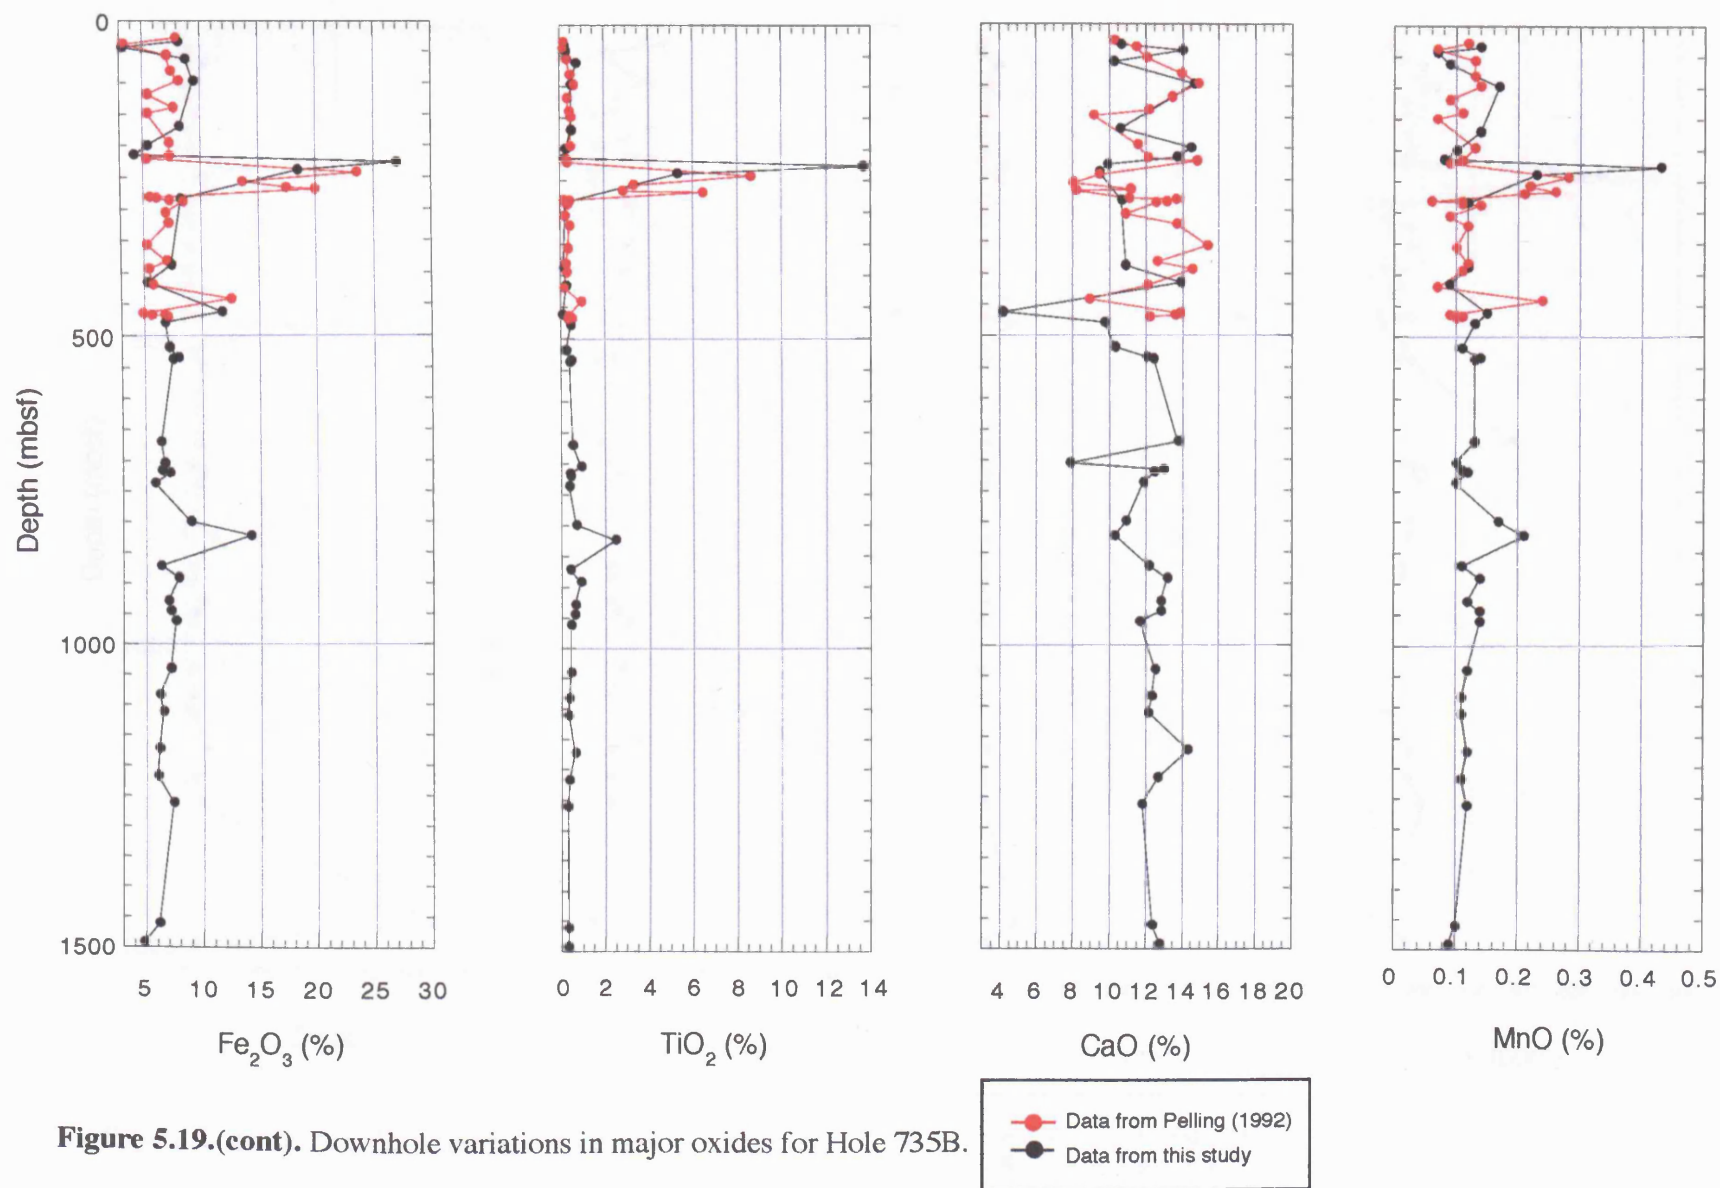 0
500
1000
1500
Depth (mbsf)
5 10 15 20 25 30
0 2 4 6 8 10 12 14
4 6 8 10 12 14 16 18 20
0 0.1 0.2 0.3 0.4 0.5
Fe₂O₃ (%)
TiO₂ (%)
CaO (%)
MnO (%)
Data from Pelling (1992)
Data from this study
Figure 5.19.(cont). Downhole variations in major oxides for Hole 735B.